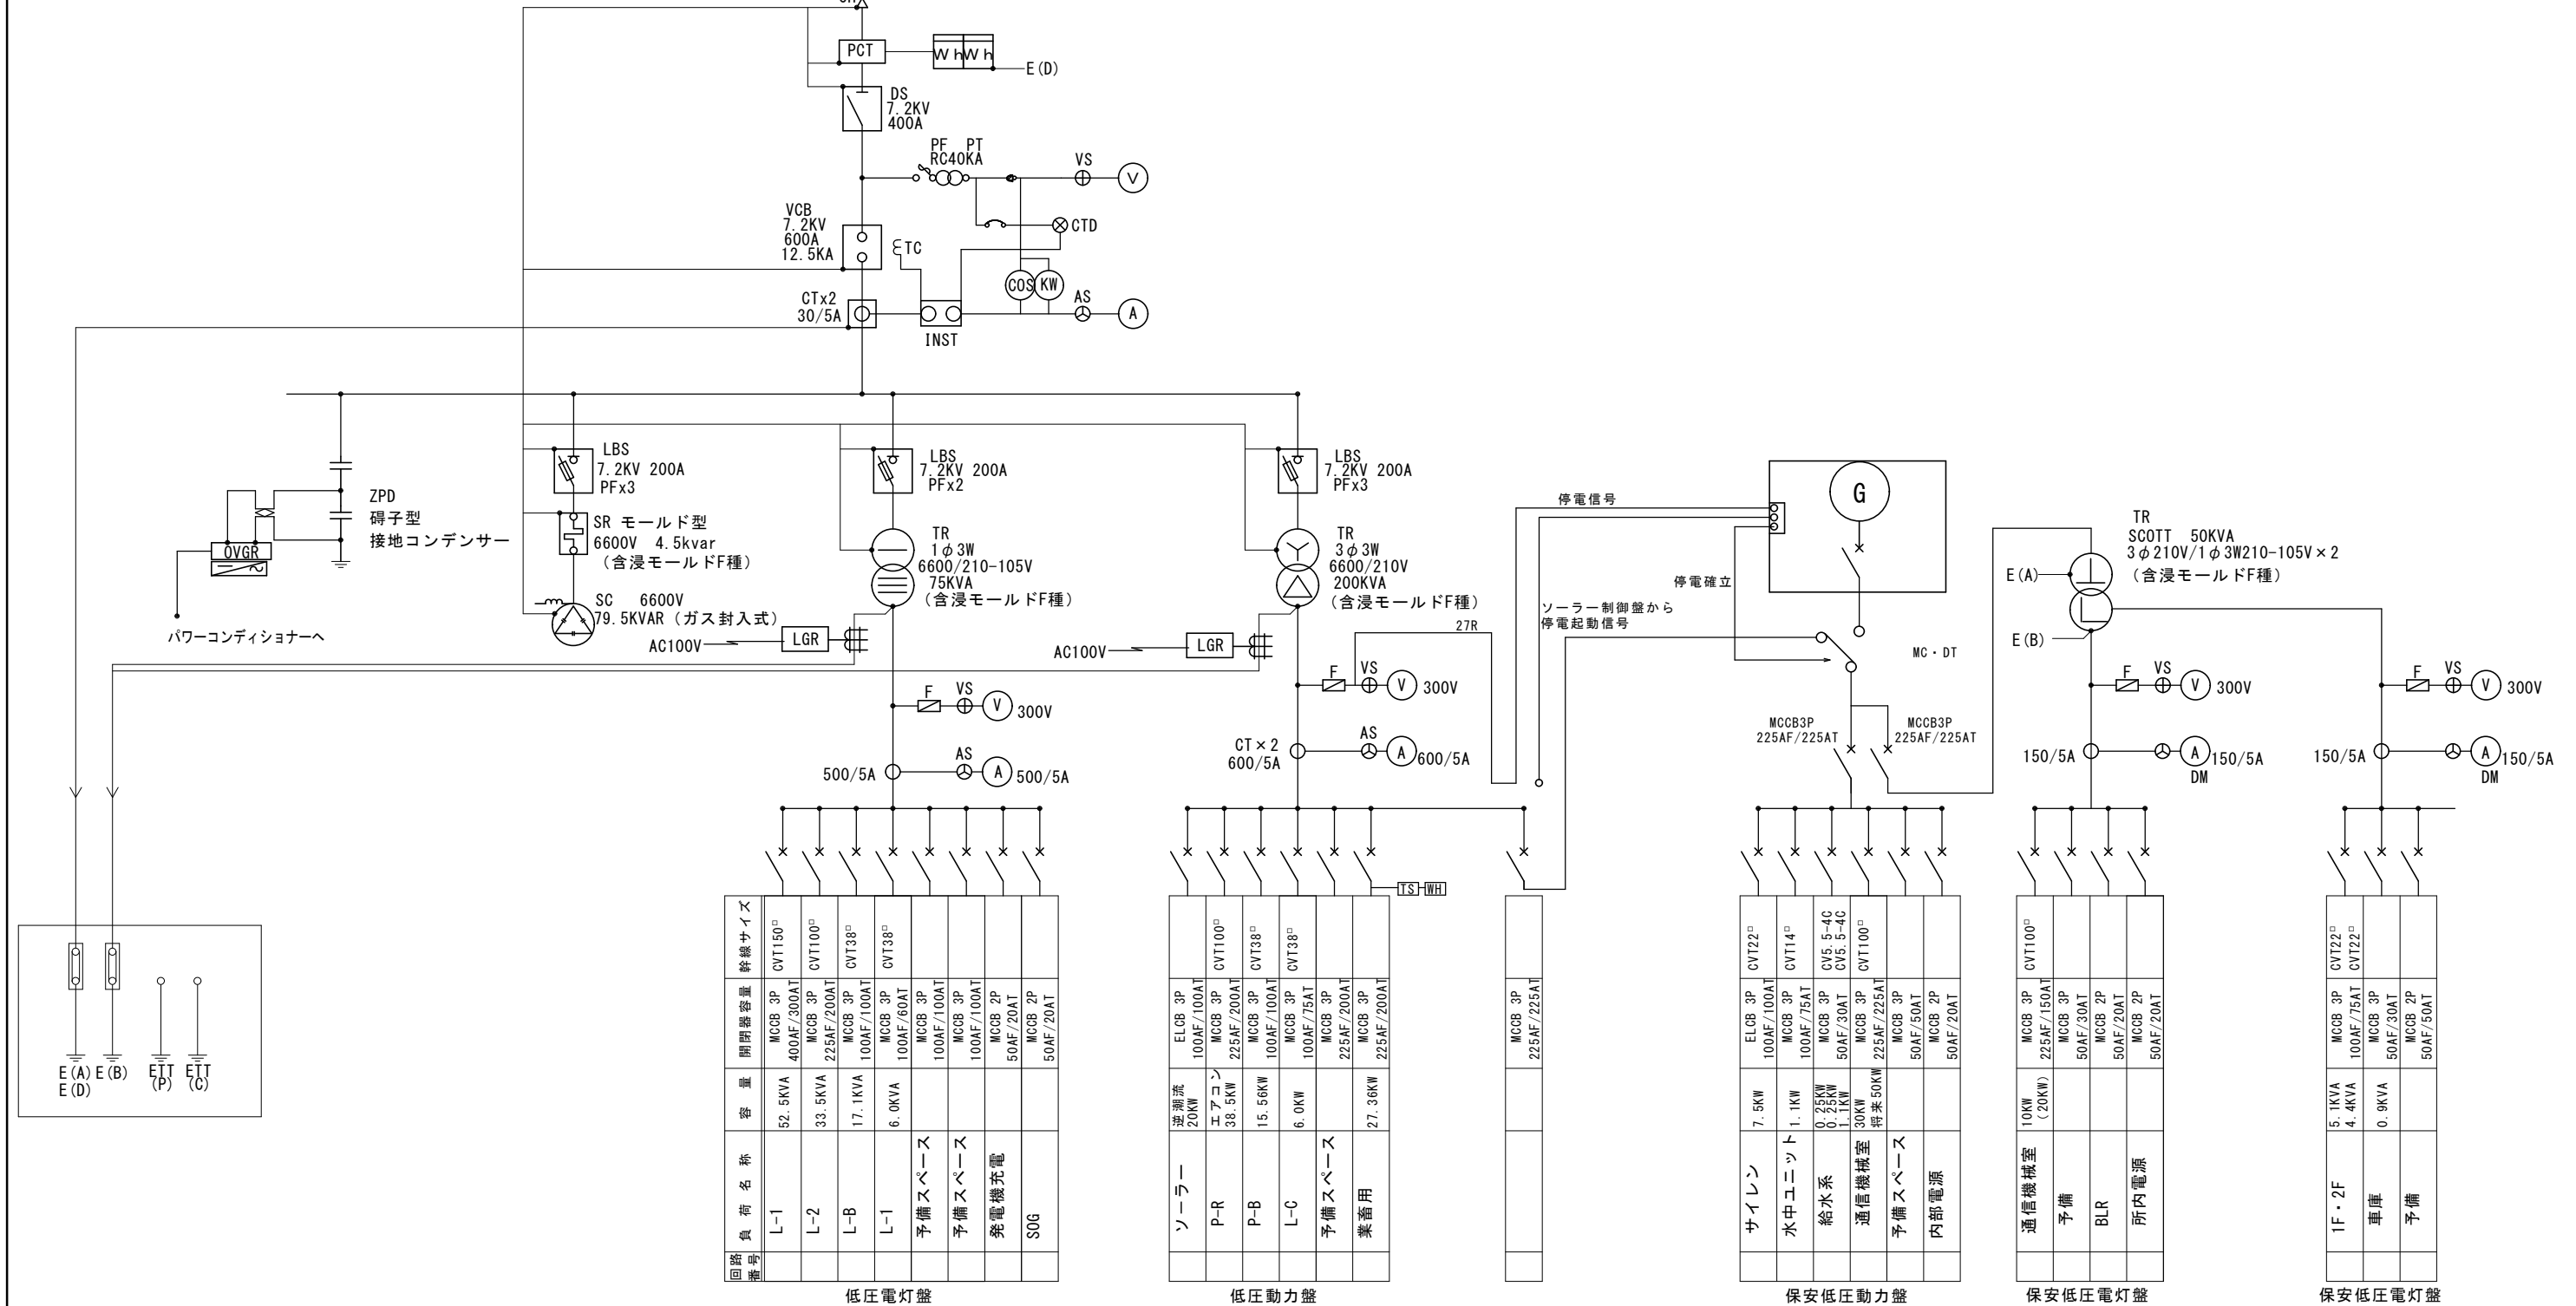 PCT
Wh Wh
E(D)
DS
7.2KV
400A
PF PT
RC40KA
VS
V
VCB
7.2KV
600A
12.5KA
TC
CTD
COS
KW
CTx2
30/5A
AS
A
INST
LBS
7.2KV 200A
PFx3
LBS
7.2KV 200A
PFx2
LBS
7.2KV 200A
PFx3
ZPD
碍子型
接地コンデンサー
OVGR
パワーコンディショナーへ
SR モールド型
6600V 4.5kvar
(含浸モールドF種)
SC 6600V
79.5KVAR (ガス封入式)
TR
1φ3W
6600/210-105V
75KVA
(含浸モールドF種)
AC100V
LGR
TR
3φ3W
6600/210V
200KVA
(含浸モールドF種)
AC100V
LGR
27R
停電信号
停電確立
ソーラー制御盤から
停電起動信号
G
MC・DT
TR
SCOTT 50KVA
3φ210V/1φ3W210-105V×2
(含浸モールドF種)
E(A)
E(B)
F
VS
V
300V
F
VS
V
300V
F
VS
V
300V
F
VS
V
300V
500/5A
AS
A
500/5A
CT×2
600/5A
AS
A
600/5A
MCCB3P
225AF/225AT
MCCB3P
225AF/225AT
150/5A
A
150/5A
DM
150/5A
A
150/5A
DM
TS
WH
E(A)
E(D)
E(B)
ETT
(P)
ETT
(C)
幹線サイズ
開閉器容量
容量
負荷名称
回路番号
CVT150□
MCCB 3P
400AF/300AT
52.5KVA
L-1
CVT100□
MCCB 3P
225AF/200AT
33.5KVA
L-2
CVT38□
MCCB 3P
100AF/100AT
17.1KVA
L-B
CVT38□
MCCB 3P
100AF/60AT
6.0KVA
L-1
MCCB 3P
100AF/100AT
予備スペース
MCCB 3P
100AF/100AT
予備スペース
MCCB 2P
50AF/20AT
発電機充電
MCCB 2P
50AF/20AT
SOG
低圧電灯盤
ELCB 3P
100AF/100AT
逆潮流
20KW
ソーラー
CVT100□
MCCB 3P
225AF/200AT
エアコン
38.5KW
P-R
CVT38□
MCCB 3P
100AF/100AT
15.56KW
P-B
CVT38□
MCCB 3P
100AF/75AT
6.0KW
L-C
MCCB 3P
225AF/200AT
予備スペース
MCCB 3P
225AF/200AT
27.36KW
業畜用
低圧動力盤
MCCB 3P
225AF/225AT
CVT22□
ELCB 3P
100AF/100AT
7.5KW
サイレン
CVT14□
MCCB 3P
100AF/75AT
1.1KW
水中ユニット
CV5.5-4C
CV5.5-4C
MCCB 3P
50AF/30AT
0.25KW
0.25KW
1.1KW
給水系
CVT100□
MCCB 3P
225AF/225AT
30KW
将来50KW
通信機械室
MCCB 3P
50AF/50AT
予備スペース
MCCB 2P
50AF/20AT
内部電源
保安低圧動力盤
CVT100□
MCCB 3P
225AF/150AT
10KW
(20KW)
通信機械室
MCCB 3P
50AF/30AT
予備
MCCB 2P
50AF/20AT
BLR
MCCB 2P
50AF/20AT
所内電源
保安低圧電灯盤
CVT22□
CVT22□
MCCB 3P
100AF/75AT
5.1KVA
4.4KVA
1F・2F
MCCB 3P
50AF/30AT
0.9KVA
車庫
MCCB 2P
50AF/50AT
予備
保安低圧電灯盤